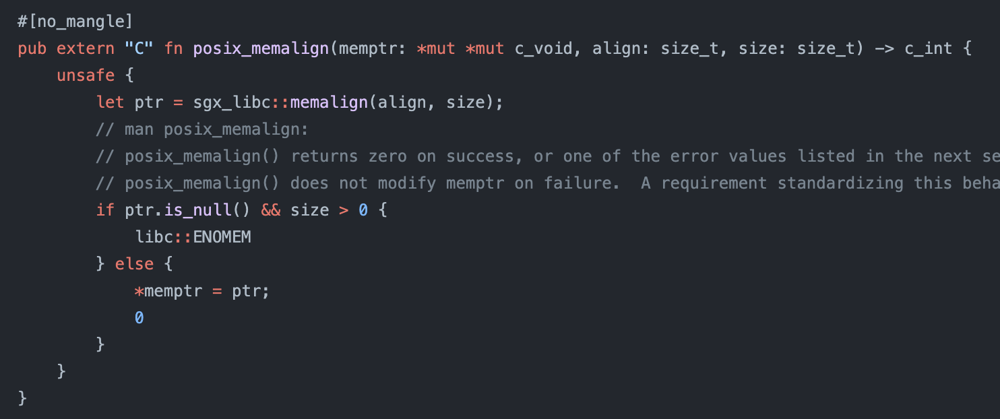 #[no_mangle]
pub extern "C" fn posix_memalign(memptr: *mut *mut c_void, align: size_t, size: size_t) -> c_int {
    unsafe {
        let ptr = sgx_libc::memalign(align, size);
        // man posix_memalign:
        // posix_memalign() returns zero on success, or one of the error values listed in the next se
        // posix_memalign() does not modify memptr on failure.  A requirement standardizing this beha
        if ptr.is_null() && size > 0 {
            libc::ENOMEM
        } else {
            *memptr = ptr;
            0
        }
    }
}